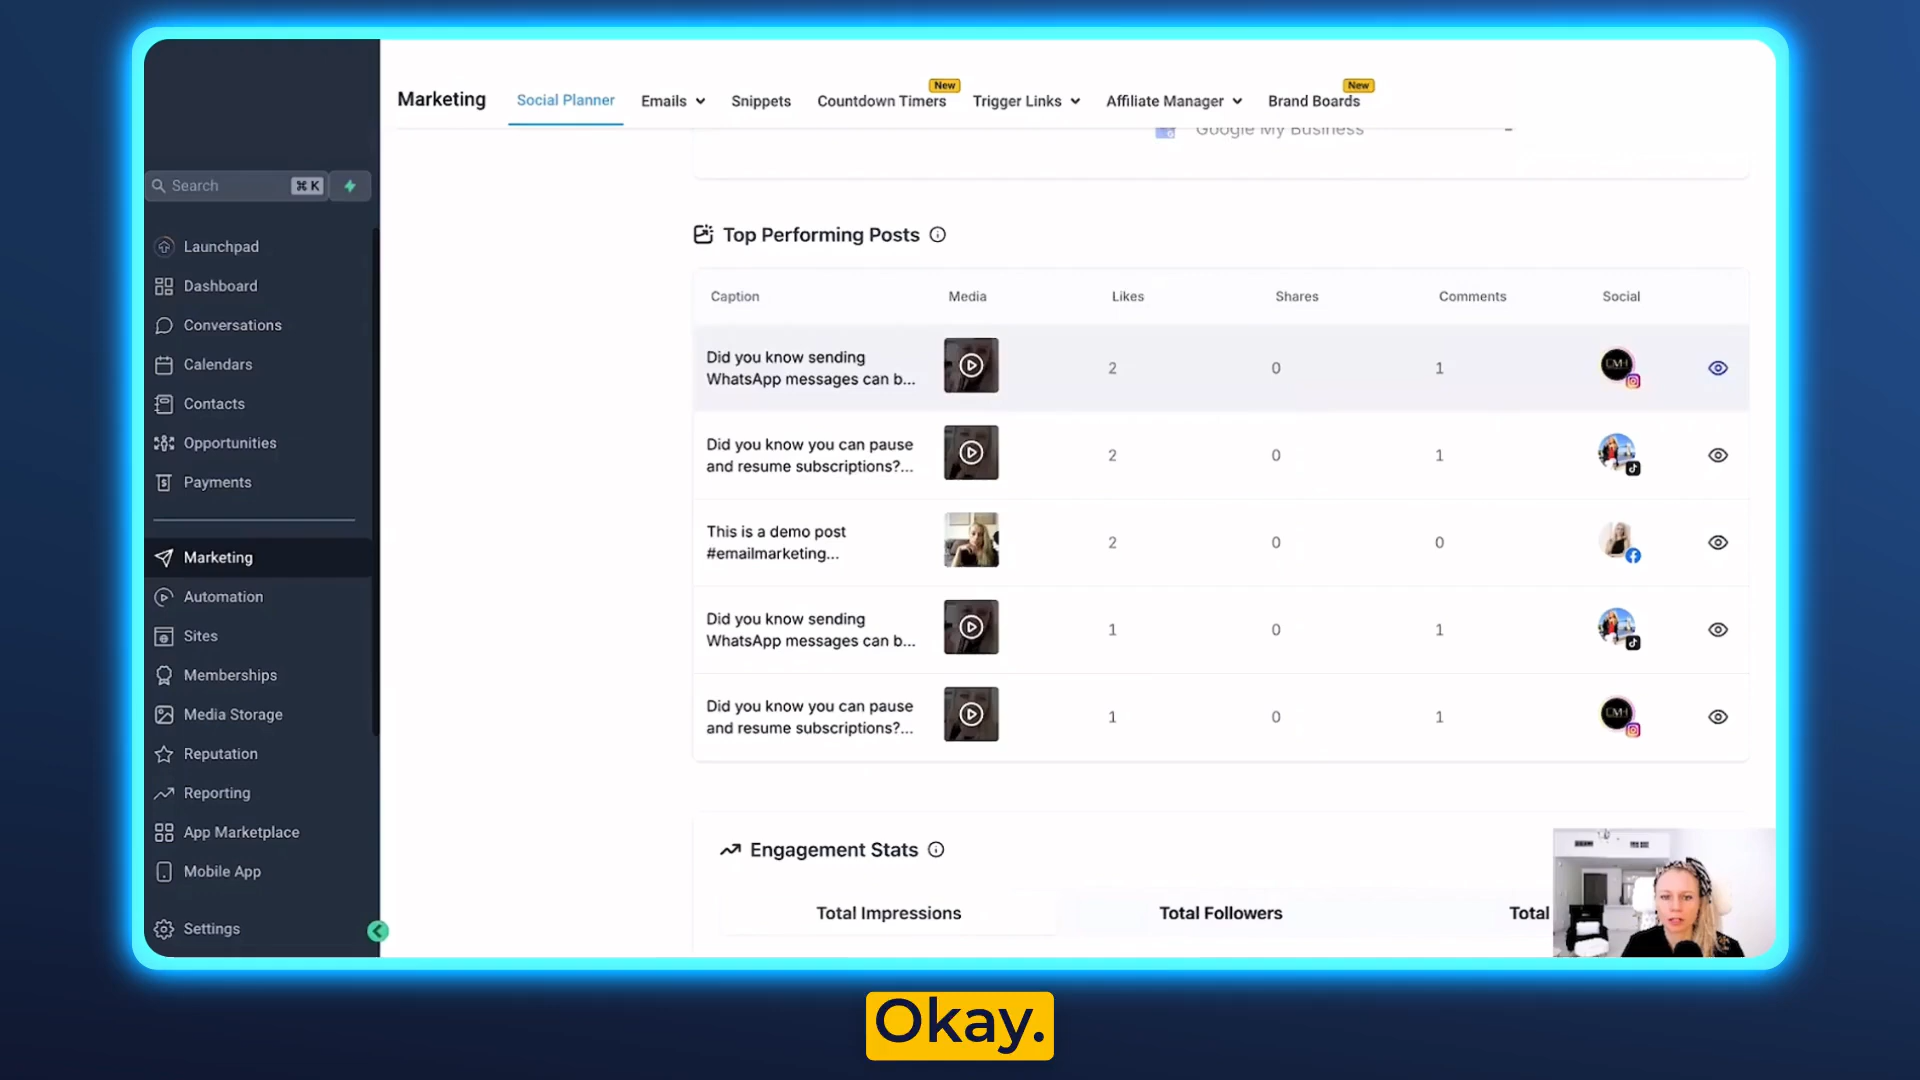 Marketing
Social Planner
Emails
Snippets
Countdown Timers
New
Trigger Links
Affiliate Manager
Brand Boards
New
Search
⌘ K
Launchpad
Dashboard
Conversations
Calendars
Contacts
Opportunities
Payments
Marketing
Automation
Sites
Memberships
Media Storage
Reputation
Reporting
App Marketplace
Mobile App
Settings
Google My Business
Top Performing Posts
Caption Media Likes Shares Comments Social
Did you know sending
WhatsApp messages can b...
2 0 1
Did you know you can pause
and resume subscriptions?...
2 0 1
This is a demo post
#emailmarketing...
2 0 0
Did you know sending
WhatsApp messages can b...
1 0 1
Did you know you can pause
and resume subscriptions?...
1 0 1
Engagement Stats
Total Impressions
Total Followers
Total
Okay.